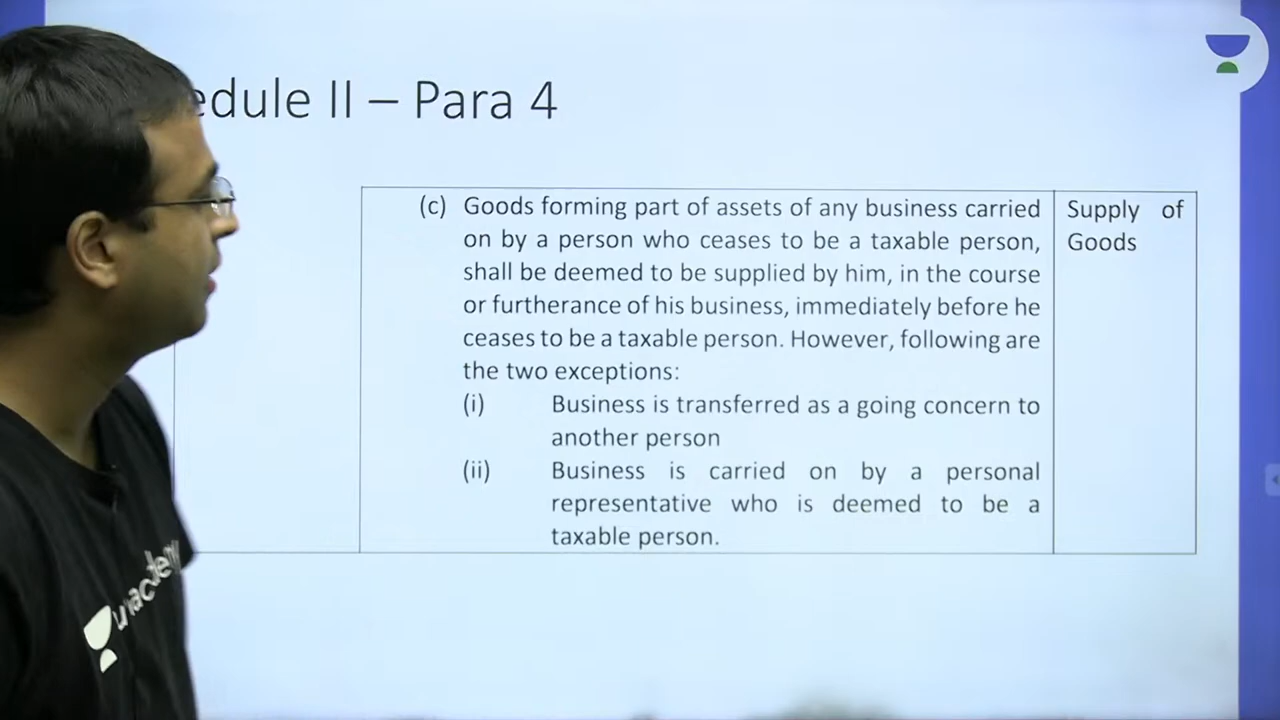 edule II – Para 4
(c) Goods forming part of assets of any business carried
on by a person who ceases to be a taxable person,
shall be deemed to be supplied by him, in the course
or furtherance of his business, immediately before he
ceases to be a taxable person. However, following are
the two exceptions:
(i) Business is transferred as a going concern to
another person
(ii) Business is carried on by a personal
representative who is deemed to be a
taxable person.
Supply of
Goods
unacademy